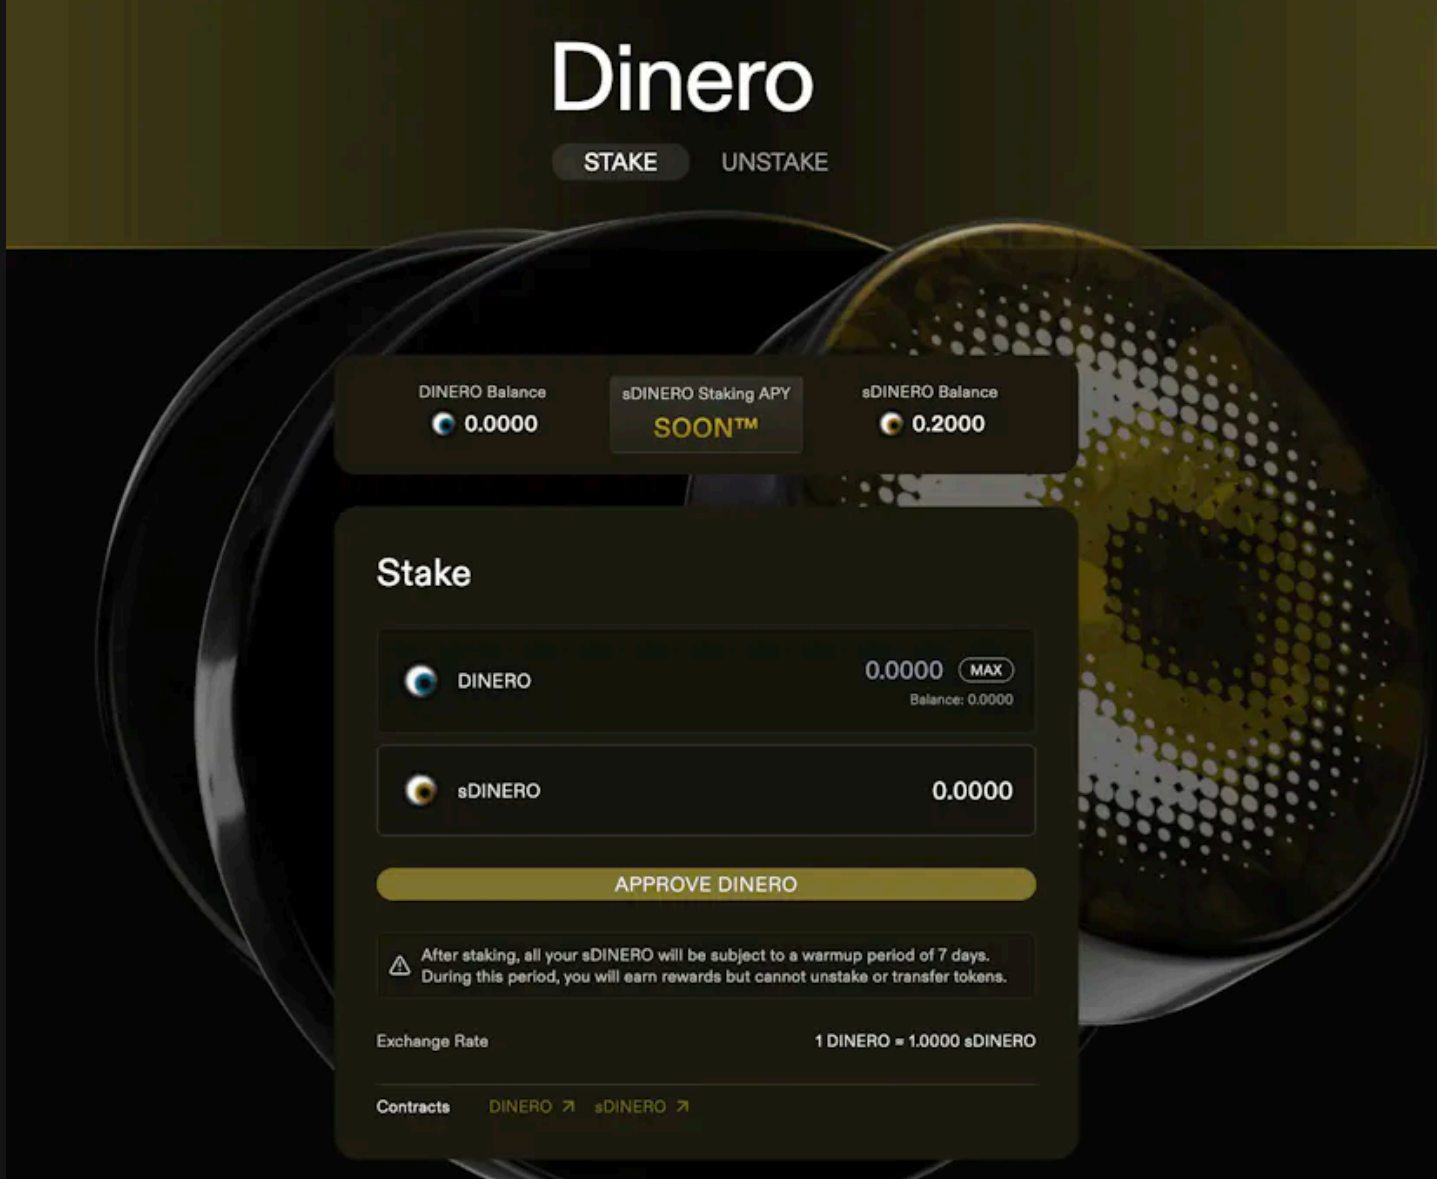 Dinero
STAKE UNSTAKE
DINERO Balance
0.0000
sDINERO Staking APY
SOON™
sDINERO Balance
0.2000
Stake
DINERO
0.0000 MAX
Balance: 0.0000
sDINERO
0.0000
APPROVE DINERO
After staking, all your sDINERO will be subject to a warmup period of 7 days.
During this period, you will earn rewards but cannot unstake or transfer tokens.
Exchange Rate 1 DINERO = 1.0000 sDINERO
Contracts DINERO ↗ sDINERO ↗